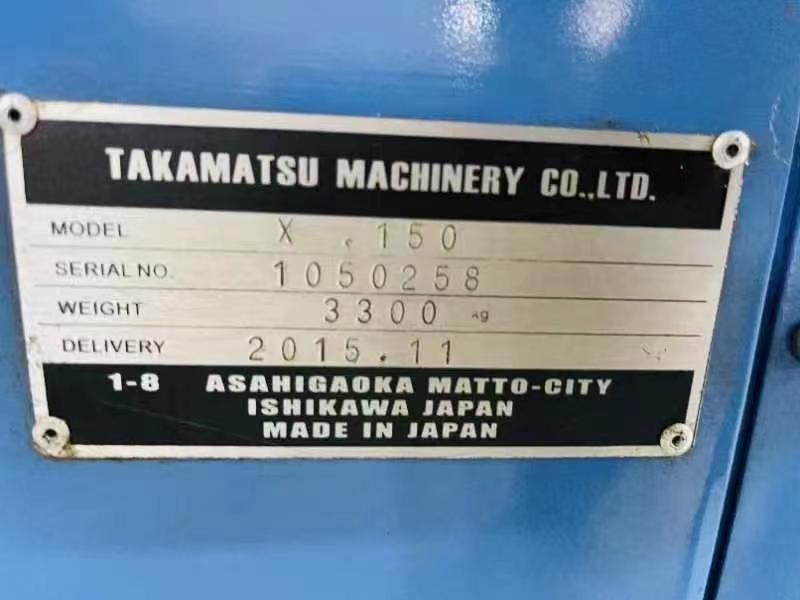 TAKAMATSU MACHINERY CO.,LTD.
MODEL X . 150
SERIAL NO. 1050258
WEIGHT 3300 kg
DELIVERY 2015.11
1-8 ASAHIGAOKA MATTO-CITY
ISHIKAWA JAPAN
MADE IN JAPAN